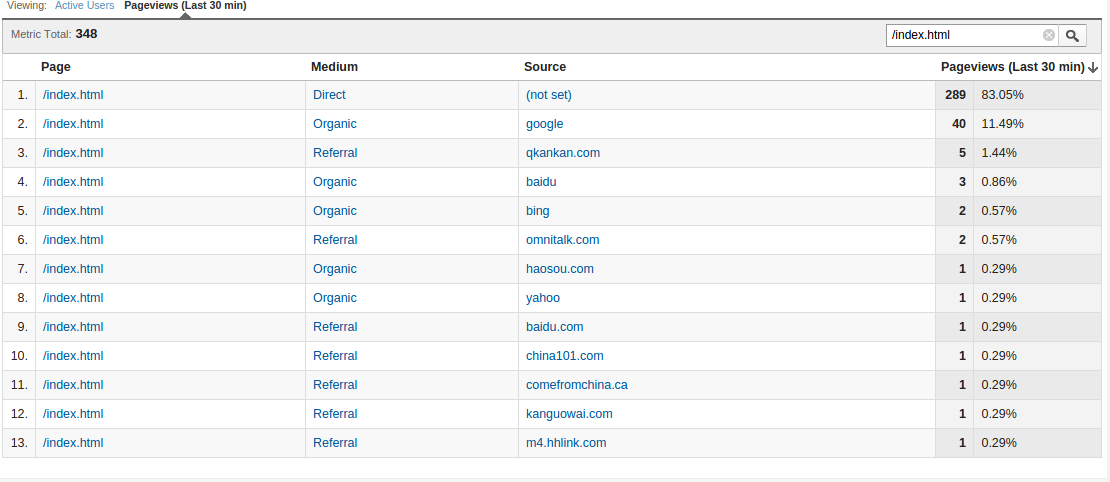 Viewing: Active Users Pageviews (Last 30 min)
Metric Total: 348 /index.html
Page Medium Source Pageviews (Last 30 min)
1. /index.html Direct (not set) 289 83.05%
2. /index.html Organic google 40 11.49%
3. /index.html Referral qkankan.com 5 1.44%
4. /index.html Organic baidu 3 0.86%
5. /index.html Organic bing 2 0.57%
6. /index.html Referral omnitalk.com 2 0.57%
7. /index.html Organic haosou.com 1 0.29%
8. /index.html Organic yahoo 1 0.29%
9. /index.html Referral baidu.com 1 0.29%
10. /index.html Referral china101.com 1 0.29%
11. /index.html Referral comefromchina.ca 1 0.29%
12. /index.html Referral kanguowai.com 1 0.29%
13. /index.html Referral m4.hhlink.com 1 0.29%